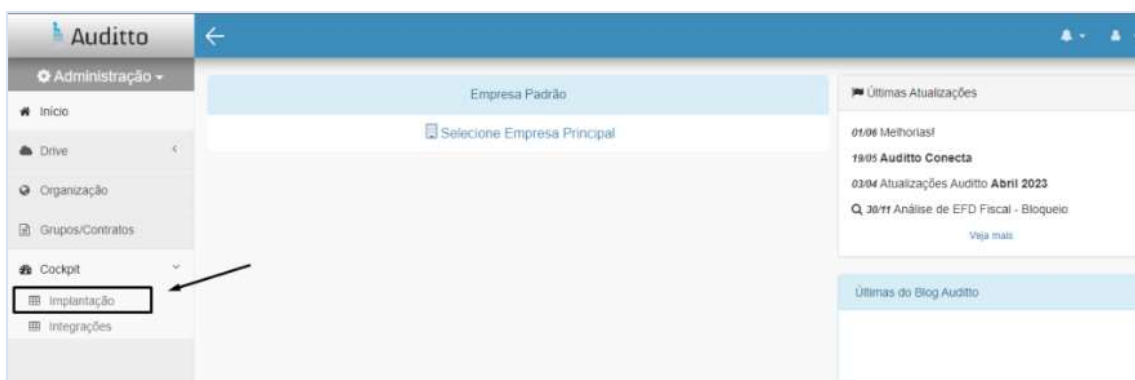 Auditto
Administração
Início
Drive
Organização
Grupos/Contratos
Cockpit
Implantação
Integrações
Empresa Padrão
Selecione Empresa Principal
Últimas Atualizações
01/06 Melhorias!
19/05 Auditto Conecta
03/04 Atualizações Auditto Abril 2023
30/11 Análise de EFD Fiscal - Bloqueio
Veja mais
Últimas do Blog Auditto